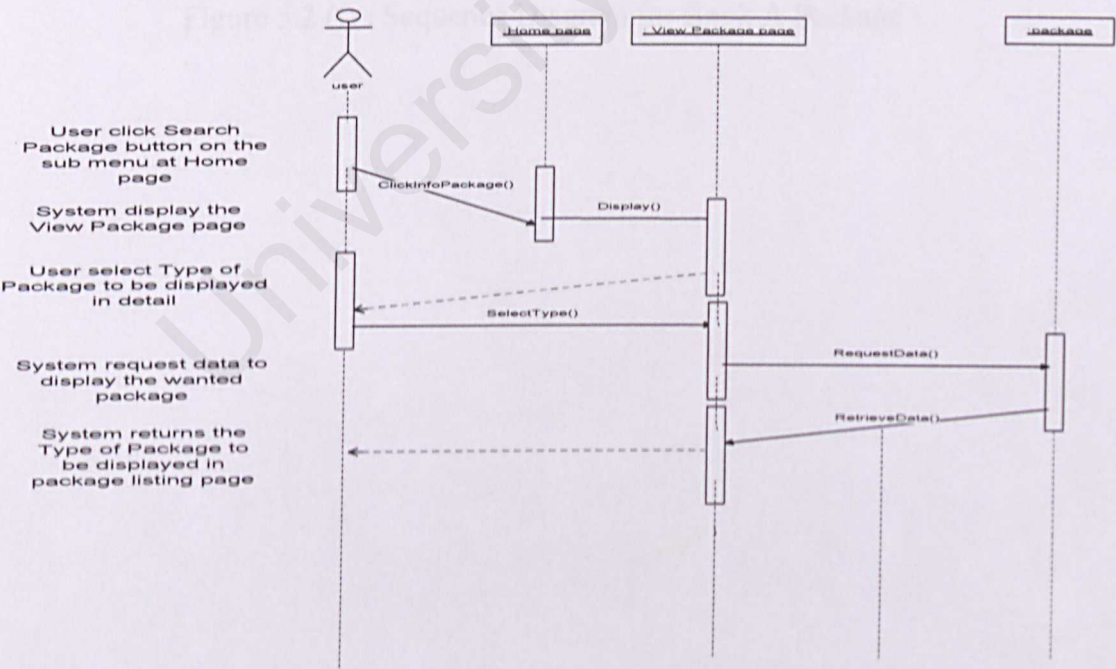 Home page
View Package page
package
user
User click Search
Package button on the
sub menu at Home
page
ClickInfoPackage()
System display the
View Package page
Display()
User select Type of
Package to be displayed
in detail
SelectType()
System request data to
display the wanted
package
RequestData()
System returns the
Type of Package to
be displayed in
package listing page
RetrieveData()
University